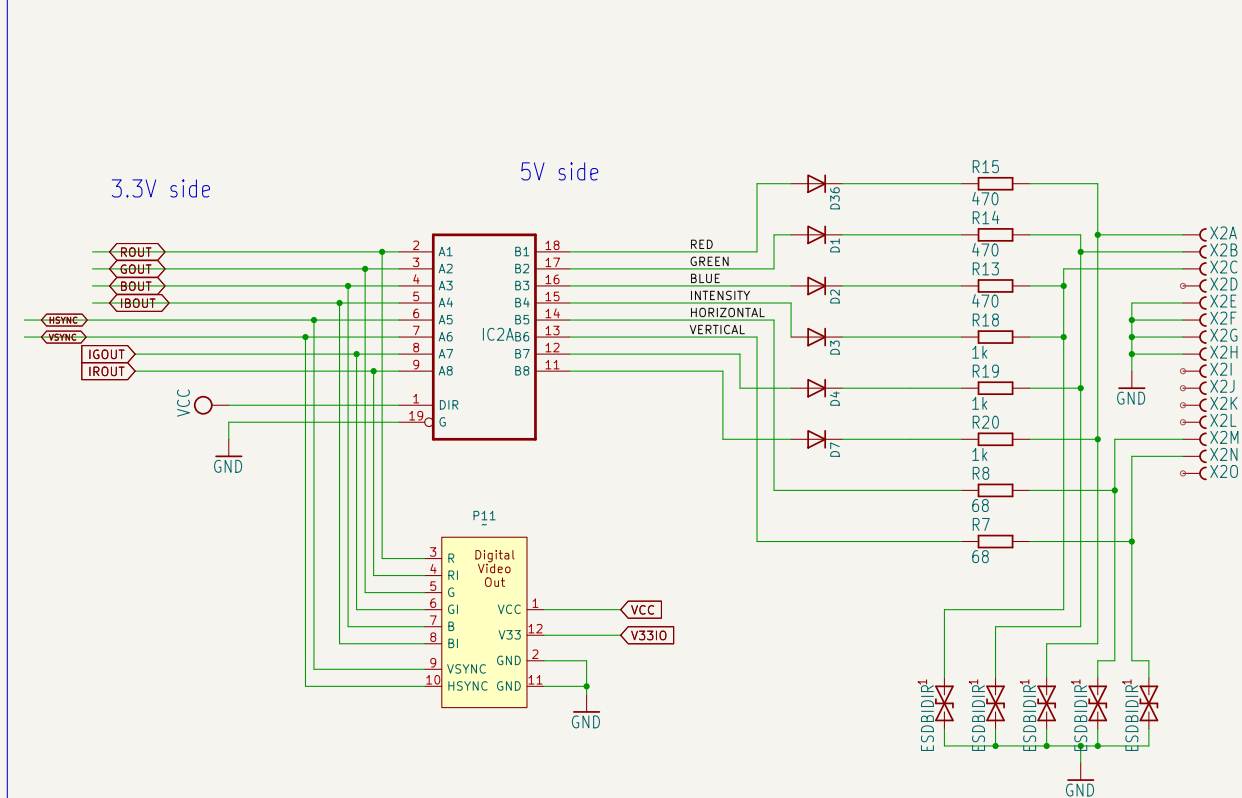 3.3V side
5V side
ROUT
GOUT
BOUT
IBOUT
HSYNC
VSYNC
IGOUT
IROUT
VCC
GND
2
3
4
5
6
7
8
9
1
19
A1
A2
A3
A4
A5
A6
A7
A8
DIR
G
IC2A
B1
B2
B3
B4
B5
B6
B7
B8
18
17
16
15
14
13
12
11
RED
GREEN
BLUE
INTENSITY
HORIZONTAL
VERTICAL
D36
D1
D2
D3
D4
D7
R15
470
R14
470
R13
470
R18
1k
R19
1k
R20
1k
R8
68
R7
68
X2A
X2B
X2C
X2D
X2E
X2F
X2G
X2H
X2I
X2J
X2K
X2L
X2M
X2N
X2O
GND
P11
~
Digital
Video
Out
3
4
5
6
7
8
9
10
R
RI
G
GI
B
BI
VSYNC
HSYNC
VCC
V33
GND
GND
1
12
2
11
VCC
V33IO
GND
ESDBIDIR
1
ESDBIDIR
1
ESDBIDIR
1
ESDBIDIR
1
ESDBIDIR
1
GND